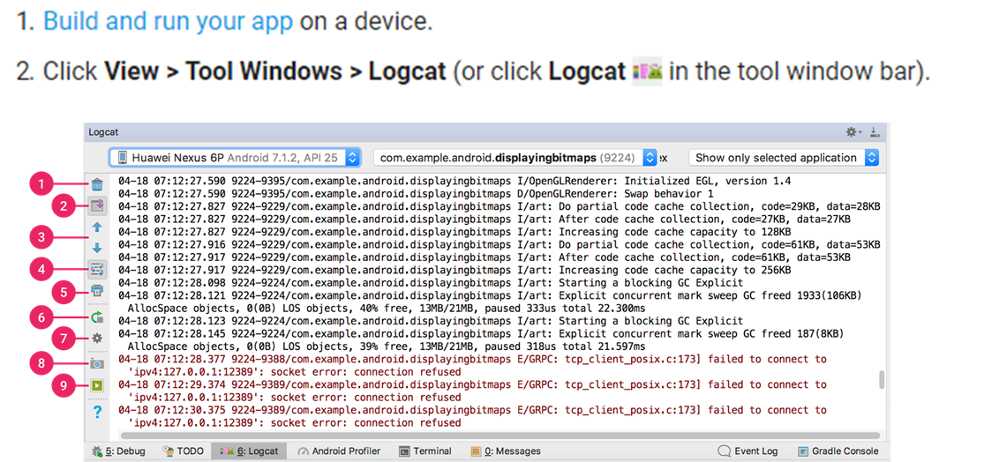 1. Build and run your app on a device.
2. Click View > Tool Windows > Logcat (or click Logcat in the tool window bar).
Logcat
Huawei Nexus 6P Android 7.1.2, API 25 com.example.android.displayingbitmaps (9224) Show only selected application
1 04-18 07:12:27.590 9224-9395/com.example.android.displayingbitmaps I/OpenGLRenderer: Initialized EGL, version 1.4
04-18 07:12:27.590 9224-9395/com.example.android.displayingbitmaps D/OpenGLRenderer: Swap behavior 1
2 04-18 07:12:27.827 9224-9229/com.example.android.displayingbitmaps I/art: Do partial code cache collection, code=29KB, data=28KB
04-18 07:12:27.827 9224-9229/com.example.android.displayingbitmaps I/art: After code cache collection, code=27KB, data=27KB
04-18 07:12:27.827 9224-9229/com.example.android.displayingbitmaps I/art: Increasing code cache capacity to 128KB
3 04-18 07:12:27.916 9224-9229/com.example.android.displayingbitmaps I/art: Do partial code cache collection, code=61KB, data=53KB
04-18 07:12:27.917 9224-9229/com.example.android.displayingbitmaps I/art: After code cache collection, code=61KB, data=53KB
4 04-18 07:12:27.917 9224-9229/com.example.android.displayingbitmaps I/art: Increasing code cache capacity to 256KB
04-18 07:12:28.098 9224-9224/com.example.android.displayingbitmaps I/art: Starting a blocking GC Explicit
5 04-18 07:12:28.121 9224-9224/com.example.android.displayingbitmaps I/art: Explicit concurrent mark sweep GC freed 1933(106KB)
AllocSpace objects, 0(0B) LOS objects, 40% free, 13MB/21MB, paused 333us total 22.300ms
6 04-18 07:12:28.123 9224-9224/com.example.android.displayingbitmaps I/art: Starting a blocking GC Explicit
7 04-18 07:12:28.145 9224-9224/com.example.android.displayingbitmaps I/art: Explicit concurrent mark sweep GC freed 187(8KB)
AllocSpace objects, 0(0B) LOS objects, 39% free, 13MB/21MB, paused 318us total 21.597ms
8 04-18 07:12:28.377 9224-9388/com.example.android.displayingbitmaps E/GRPC: tcp_client_posix.c:173] failed to connect to
'ipv4:127.0.0.1:12389': socket error: connection refused
9 04-18 07:12:29.374 9224-9389/com.example.android.displayingbitmaps E/GRPC: tcp_client_posix.c:173] failed to connect to
'ipv4:127.0.0.1:12389': socket error: connection refused
? 04-18 07:12:30.375 9224-9389/com.example.android.displayingbitmaps E/GRPC: tcp_client_posix.c:173] failed to connect to
'ipv4:127.0.0.1:12389': socket error: connection refused
5: Debug TODO 6: Logcat Android Profiler Terminal 0: Messages Event Log Gradle Console